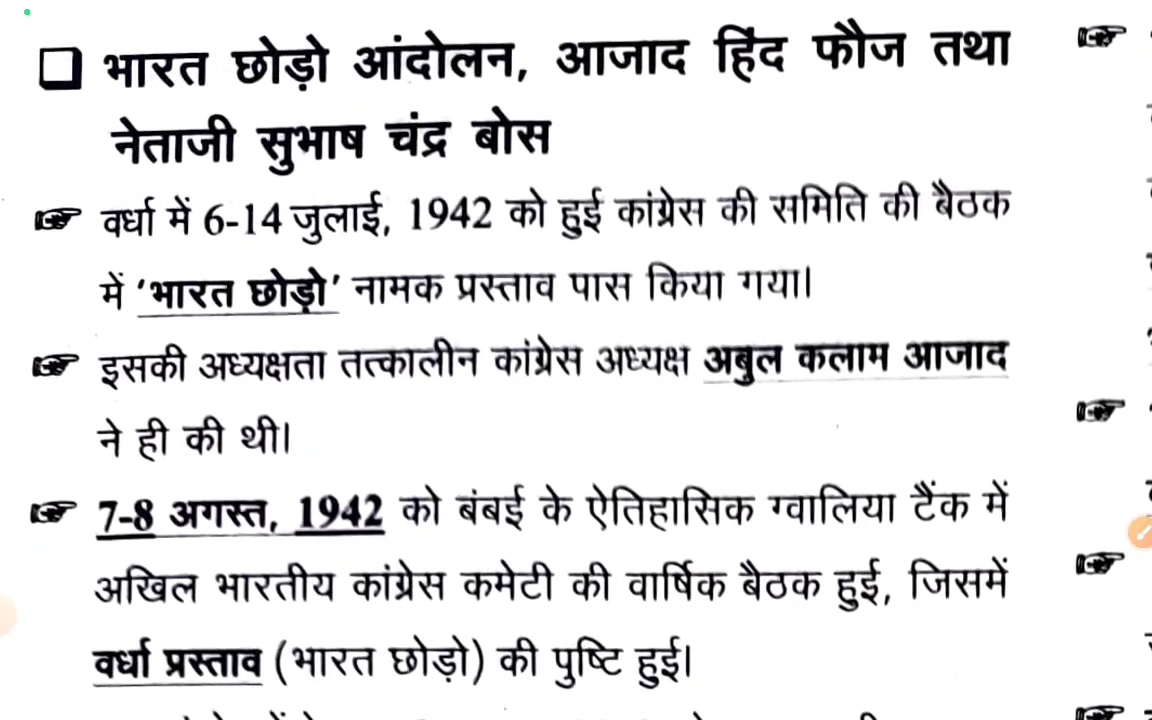 भारत छोड़ो आंदोलन, आजाद हिंद फौज तथा
नेताजी सुभाष चंद्र बोस
वर्धा में 6-14 जुलाई, 1942 को हुई कांग्रेस की समिति की बैठक
में 'भारत छोड़ो' नामक प्रस्ताव पास किया गया।
इसकी अध्यक्षता तत्कालीन कांग्रेस अध्यक्ष अबुल कलाम आजाद
ने ही की थी।
7-8 अगस्त, 1942 को बंबई के ऐतिहासिक ग्वालिया टैंक में
अखिल भारतीय कांग्रेस कमेटी की वार्षिक बैठक हुई, जिसमें
वर्धा प्रस्ताव (भारत छोड़ो) की पुष्टि हुई।